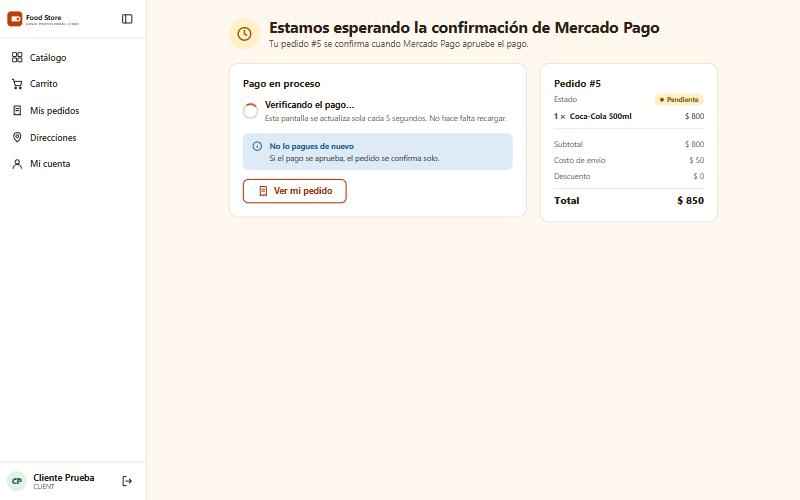 Food Store
LOGO PROVISIONAL (TBD)
Catálogo
Carrito
Mis pedidos
Direcciones
Mi cuenta
CP
Cliente Prueba
CLIENT
Estamos esperando la confirmación de Mercado Pago
Tu pedido #5 se confirma cuando Mercado Pago apruebe el pago.
Pago en proceso
Verificando el pago...
Esta pantalla se actualiza sola cada 5 segundos. No hace falta recargar.
No lo pagues de nuevo
Si el pago se aprueba, el pedido se confirma solo.
Ver mi pedido
Pedido #5
Estado Pendiente
1 × Coca-Cola 500ml $ 800
Subtotal $ 800
Costo de envío $ 50
Descuento $ 0
Total $ 850